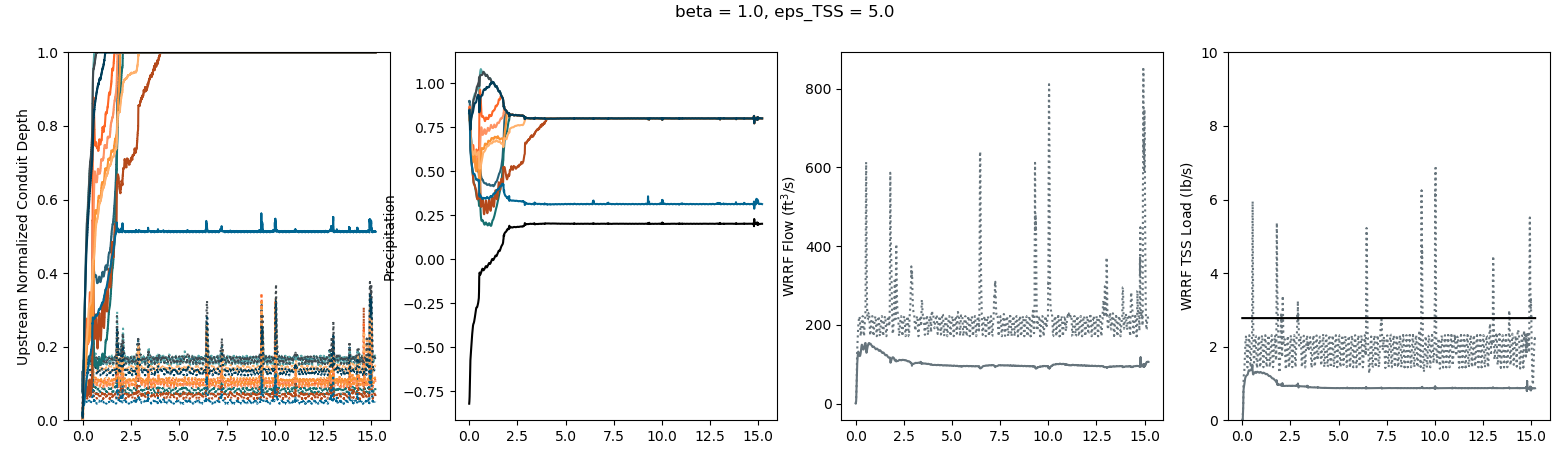 beta = 1.0, eps_TSS = 5.0
Upstream Normalized Conduit Depth
0.0
0.2
0.4
0.6
0.8
1.0
0.0 2.5 5.0 7.5 10.0 12.5 15.0
Precipitation
−0.75
−0.50
−0.25
0.00
0.25
0.50
0.75
1.00
0.0 2.5 5.0 7.5 10.0 12.5 15.0
WRRF Flow (ft³/s)
0
200
400
600
800
0.0 2.5 5.0 7.5 10.0 12.5 15.0
WRRF TSS Load (lb/s)
0
2
4
6
8
10
0.0 2.5 5.0 7.5 10.0 12.5 15.0